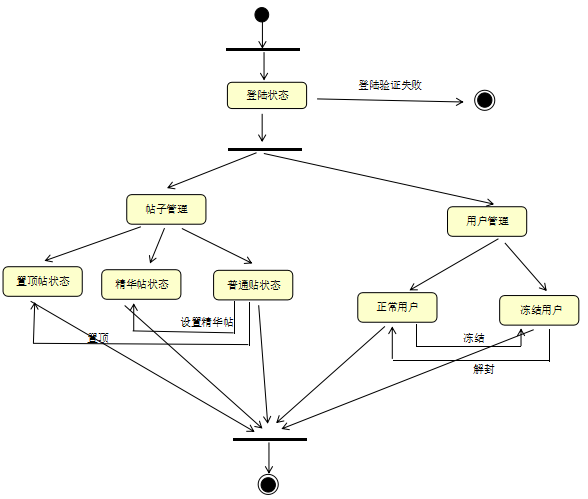 登陆状态
登陆验证失败
帖子管理
用户管理
置顶帖状态
精华帖状态
普通贴状态
正常用户
冻结用户
设置精华帖
置顶
冻结
解封